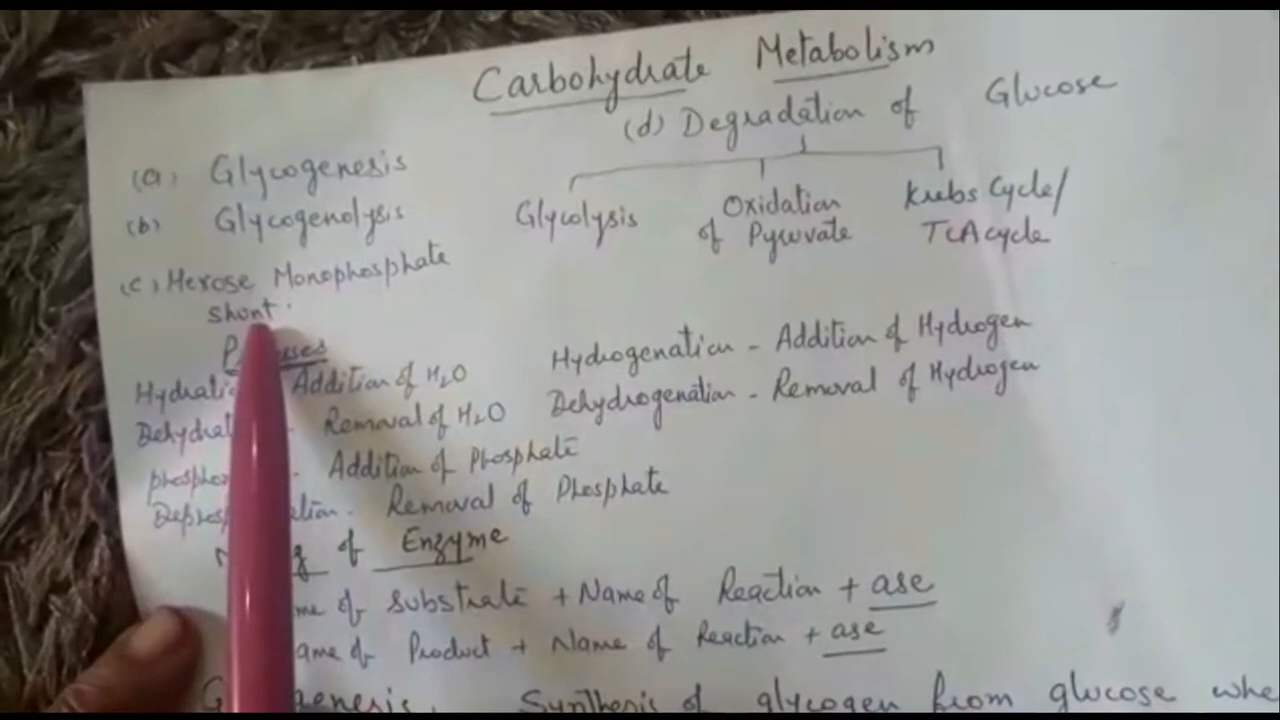 Carbohydrate Metabolism
(a) Glycogenesis
(b) Glycogenolysis
(c) Hexose Monophosphate
shunt.
(d) Degradation of Glucose
Glycolysis
Oxidation
of Pyruvate
Krebs Cycle/
TCA cycle
Addition of H2O
Removal of H2O
Addition of Phosphate
Removal of Phosphate
Hydrogenation - Addition of Hydrogen
Dehydrogenation - Removal of Hydrogen
of Enzyme
of substrate + Name of Reaction + ase
of Product + Name of Reaction + ase
Synthesis of glycogen from glucose